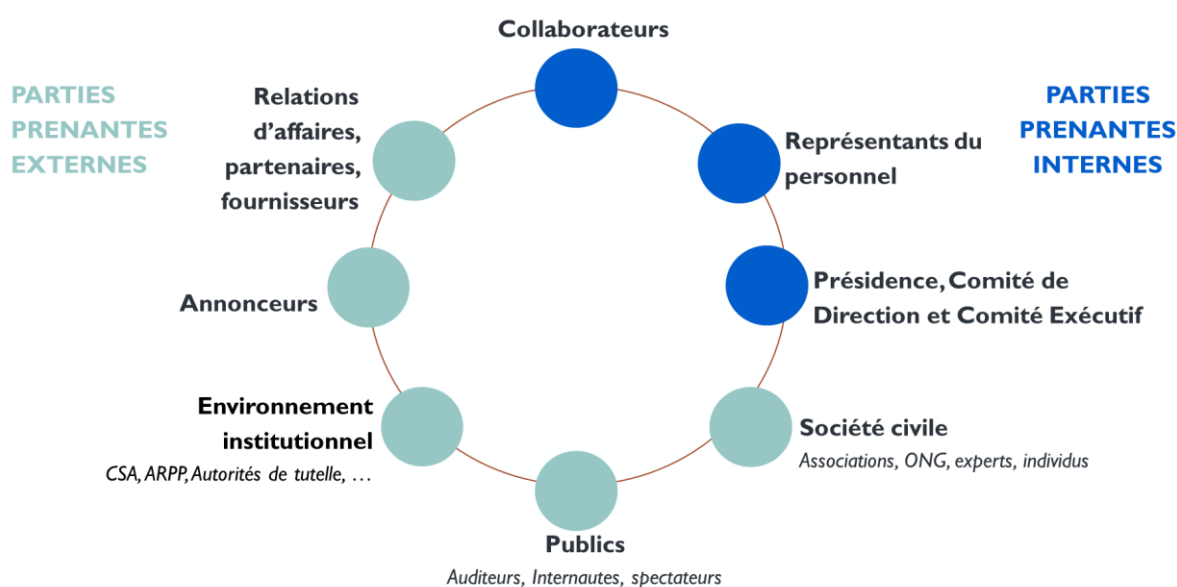 Collaborateurs
PARTIES
PRENANTES
EXTERNES
Relations
d’affaires,
partenaires,
fournisseurs
PARTIES
PRENANTES
INTERNES
Représentants du
personnel
Annonceurs
Présidence, Comité de
Direction et Comité Exécutif
Environnement
institutionnel
CSA, ARPP, Autorités de tutelle, …
Société civile
Associations, ONG, experts, individus
Publics
Auditeurs, Internautes, spectateurs